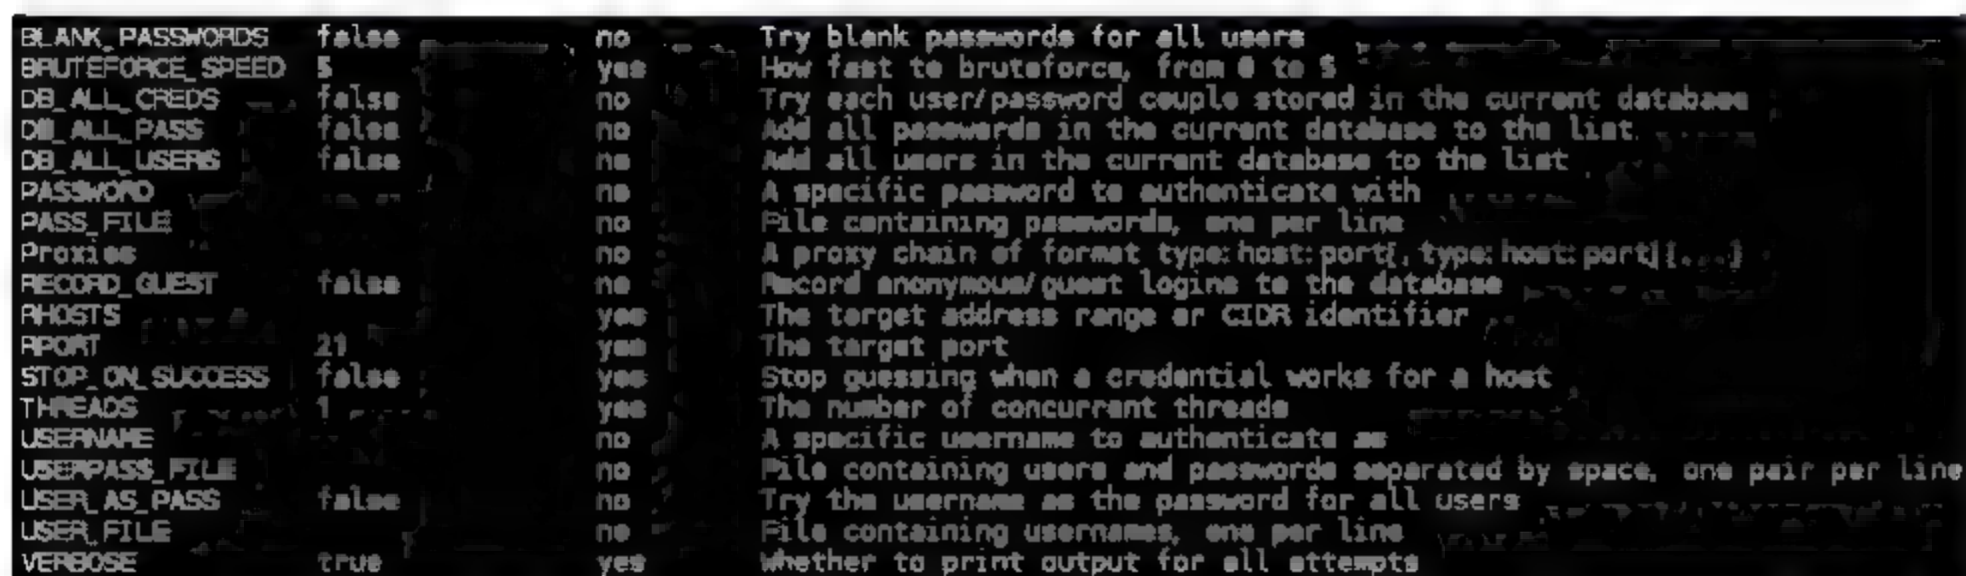 BLANK_PASSWORDS false no Try blank passwords for all users
BRUTEFORCE_SPEED 5 yes How fast to bruteforce, from 0 to 5
DB_ALL_CREDS false no Try each user/password couple stored in the current database
DB_ALL_PASS false no Add all passwords in the current database to the list
DB_ALL_USERS false no Add all users in the current database to the list
PASSWORD no A specific password to authenticate with
PASS_FILE no File containing passwords, one per line
Proxies no A proxy chain of format type:host:port[,type:host:port][...]
RECORD_GUEST false no Record anonymous/guest logins to the database
RHOSTS yes The target address range or CIDR identifier
RPORT 21 yes The target port
STOP_ON_SUCCESS false yes Stop guessing when a credential works for a host
THREADS 1 yes The number of concurrent threads
USERNAME no A specific username to authenticate as
USERPASS_FILE no File containing users and passwords separated by space, one pair per line
USER_AS_PASS false no Try the username as the password for all users
USER_FILE no File containing usernames, one per line
VERBOSE true yes Whether to print output for all attempts